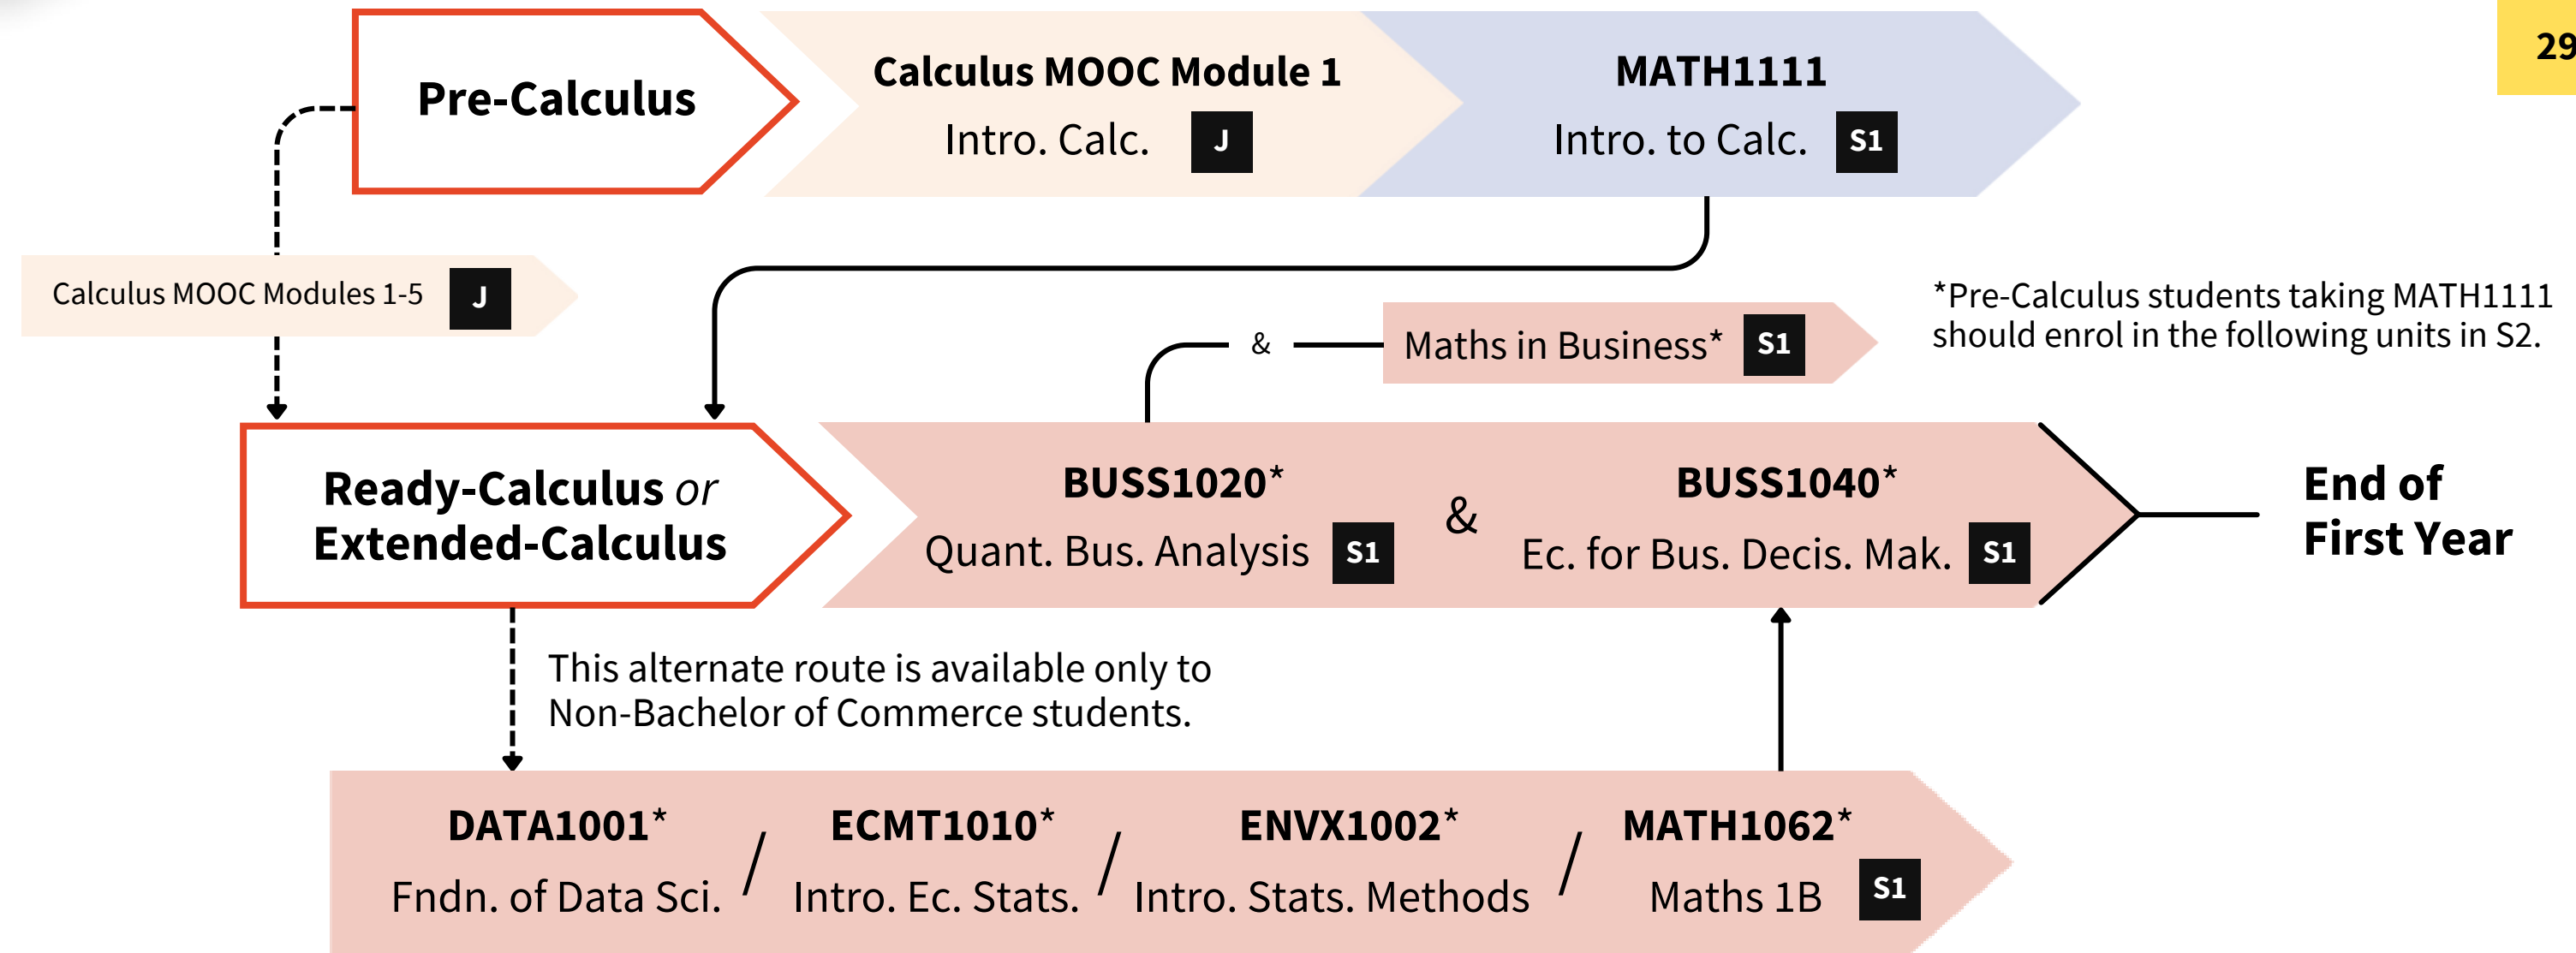 29
Pre-Calculus
Calculus MOOC Module 1
Intro. Calc. J
MATH1111
Intro. to Calc. S1
Calculus MOOC Modules 1-5 J
& Maths in Business* S1
*Pre-Calculus students taking MATH1111
should enrol in the following units in S2.
Ready-Calculus or
Extended-Calculus
BUSS1020*
Quant. Bus. Analysis S1
&
BUSS1040*
Ec. for Bus. Decis. Mak. S1
End of
First Year
This alternate route is available only to
Non-Bachelor of Commerce students.
DATA1001*
Fndn. of Data Sci.
/
ECMT1010*
Intro. Ec. Stats.
/
ENVX1002*
Intro. Stats. Methods
/
MATH1062*
Maths 1B S1